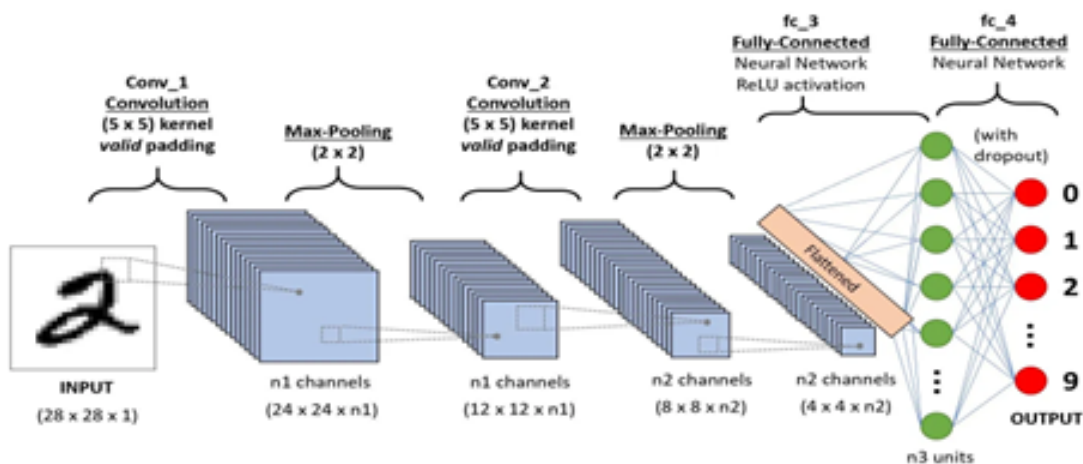 fc_3
Fully-Connected
Neural Network
ReLU activation
fc_4
Fully-Connected
Neural Network
Conv_1
Convolution
(5 x 5) kernel
valid padding
Max-Pooling
(2 x 2)
Conv_2
Convolution
(5 x 5) kernel
valid padding
Max-Pooling
(2 x 2)
(with
dropout)
Flattened
0
1
2
9
OUTPUT
INPUT
(28 x 28 x 1)
n1 channels
(24 x 24 x n1)
n1 channels
(12 x 12 x n1)
n2 channels
(8 x 8 x n2)
n2 channels
(4 x 4 x n2)
n3 units
2